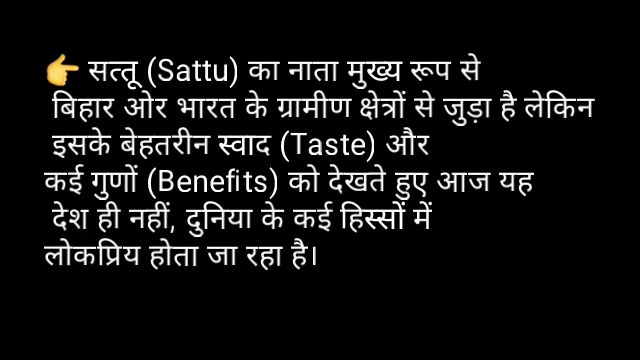 👉 सत्तू (Sattu) का नाता मुख्य रूप से
बिहार ओर भारत के ग्रामीण क्षेत्रों से जुड़ा है लेकिन
इसके बेहतरीन स्वाद (Taste) और
कई गुणों (Benefits) को देखते हुए आज यह
देश ही नहीं, दुनिया के कई हिस्सों में
लोकप्रिय होता जा रहा है।